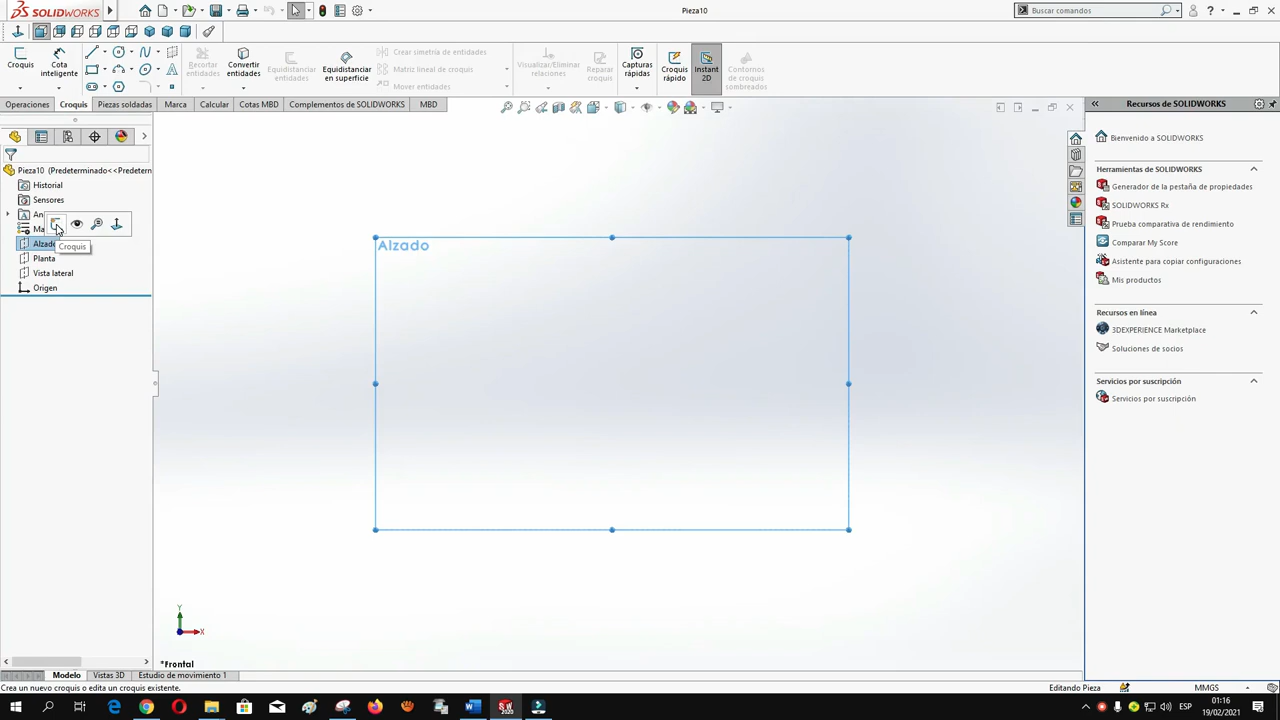 SOLIDWORKS
Pieza10
Buscar comandos
Croquis
Cota inteligente
Recortar entidades
Convertir entidades
Equidistanciar entidades
Equidistanciar en superficie
Crear simetría de entidades
Matriz lineal de croquis
Mover entidades
Visualizar/Eliminar relaciones
Reparar croquis
Capturas rápidas
Croquis rápido
Instant 2D
Contornos de croquis sombreados
Operaciones
Croquis
Piezas soldadas
Marca
Calcular
Cotas MBD
Complementos de SOLIDWORKS
MBD
Recursos de SOLIDWORKS
Pieza10 (Predeterminado<<Predetern
Historial
Sensores
An
Ma
Alzado
Croquis
Planta
Vista lateral
Origen
Alzado
Bienvenido a SOLIDWORKS
Herramientas de SOLIDWORKS
Generador de la pestaña de propiedades
SOLIDWORKS Rx
Prueba comparativa de rendimiento
Comparar My Score
Asistente para copiar configuraciones
Mis productos
Recursos en línea
3DEXPERIENCE Marketplace
Soluciones de socios
Servicios por suscripción
Servicios por suscripción
Y
X
*Frontal
Modelo
Vistas 3D
Estudio de movimiento 1
Crea un nuevo croquis o edita un croquis existente.
Editando Pieza
MMGS
ESP
01:16
19/02/2021